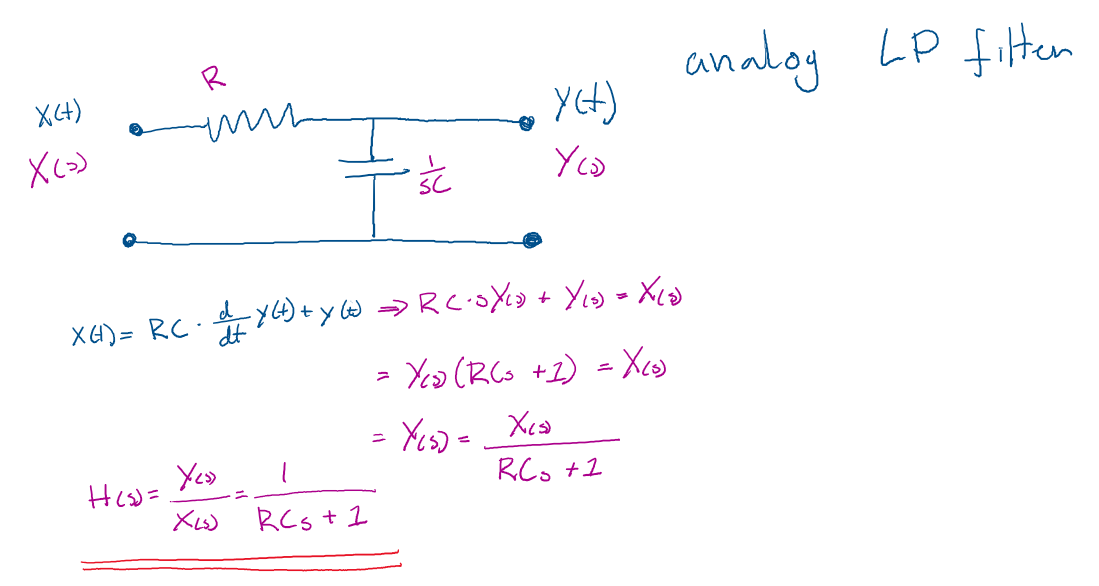 analog LP filter
R
x(t)
X(s)
y(t)
Y(s)
1/sC
x(t) = RC · d/dt y(t) + y(t) ⇒ RC·sY(s) + Y(s) = X(s)
= Y(s)(RCs + 1) = X(s)
= Y(s) = X(s)/(RCs + 1)
H(s) = Y(s)/X(s) = 1/(RCs + 1)